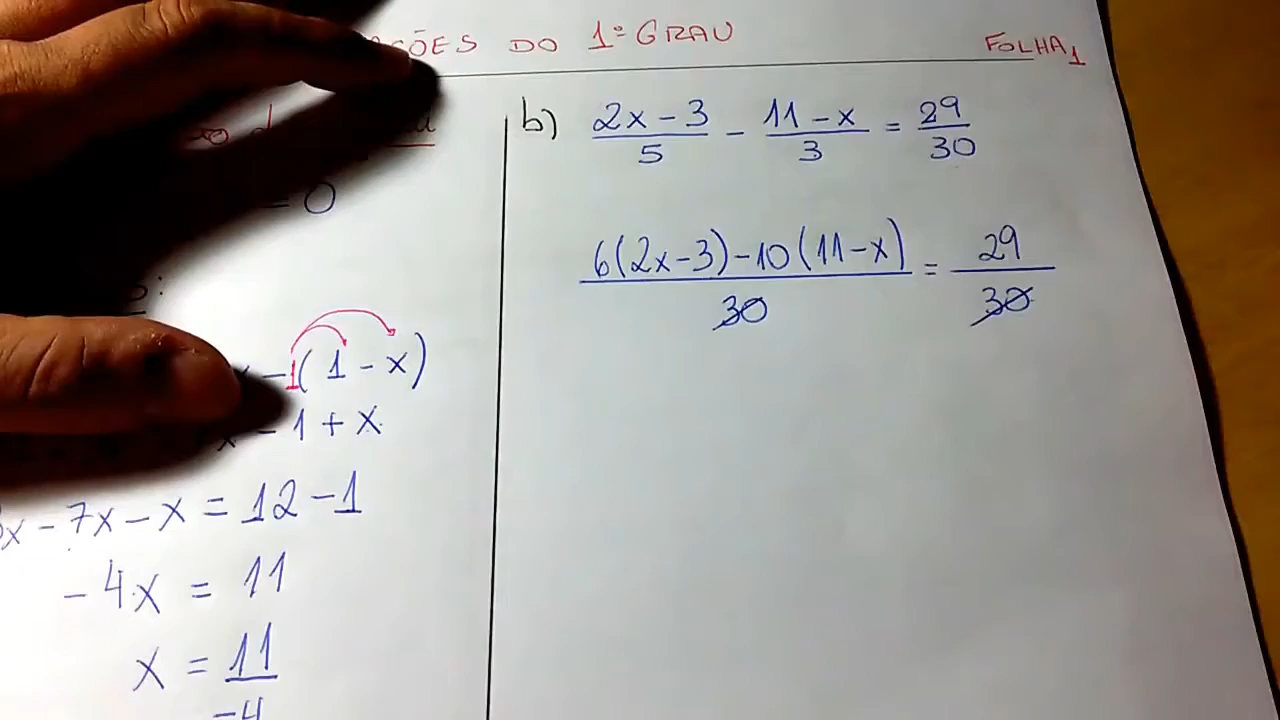 DO 1º GRAU
FOLHA 1
= 0
- 1(1 - x)
- 1 + x
x - 7x - x = 12 - 1
- 4x = 11
x = 11
-4
b) 2x - 3 / 5 - 11 - x / 3 = 29 / 30
6(2x - 3) - 10(11 - x) / 30 = 29 / 30